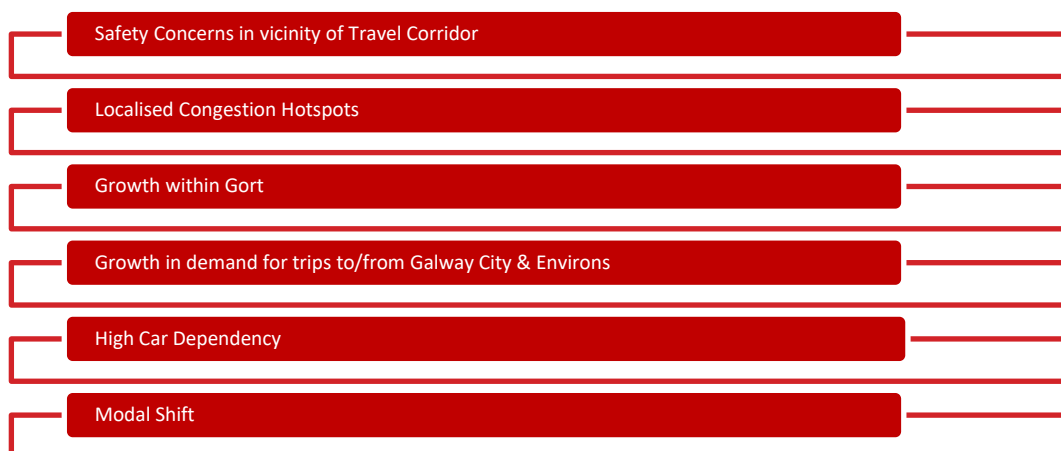 Safety Concerns in vicinity of Travel Corridor
Localised Congestion Hotspots
Growth within Gort
Growth in demand for trips to/from Galway City & Environs
High Car Dependency
Modal Shift